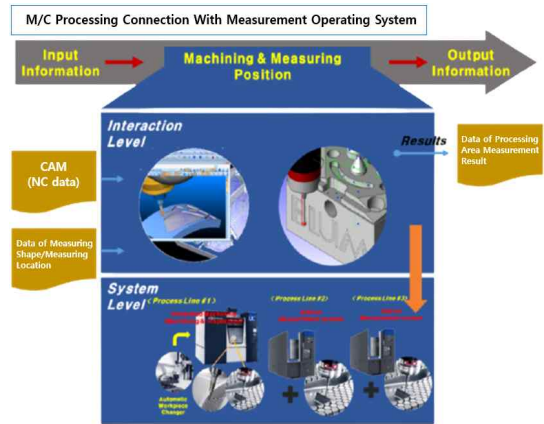 M/C Processing Connection With Measurement Operating System
Input
Information
Machining & Measuring
Position
Output
Information
Interaction
Level
Results
Data of Processing
Area Measurement
Result
CAM
(NC data)
Data of Measuring
Shape/Measuring
Location
System
Level
(Process Line #1)
(Process Line #2)
(Process Line #3)
Automatic
Workpiece
Changer